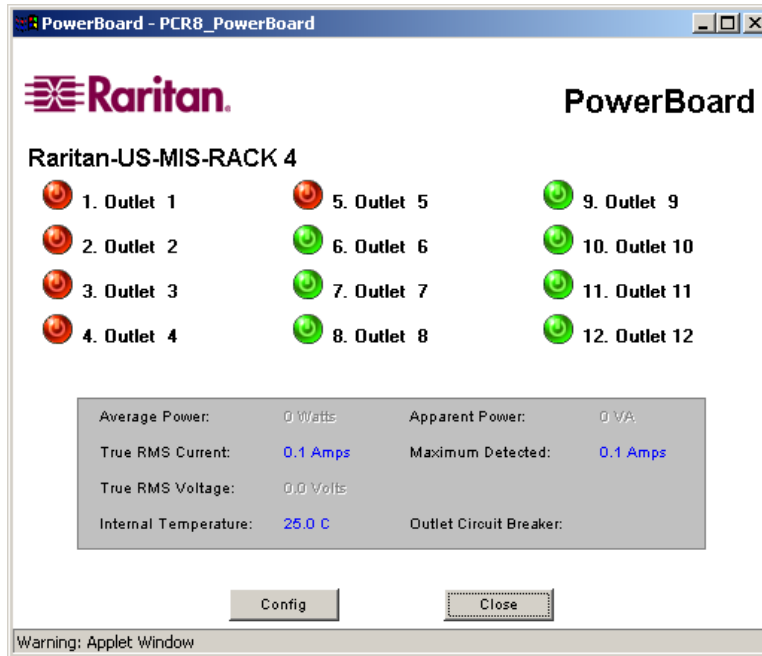 PowerBoard - PCR8_PowerBoard
Raritan.
PowerBoard
Raritan-US-MIS-RACK 4
1. Outlet 1
5. Outlet 5
9. Outlet 9
2. Outlet 2
6. Outlet 6
10. Outlet 10
3. Outlet 3
7. Outlet 7
11. Outlet 11
4. Outlet 4
8. Outlet 8
12. Outlet 12
Average Power: 0 Watts Apparent Power: 0 VA
True RMS Current: 0.1 Amps Maximum Detected: 0.1 Amps
True RMS Voltage: 0.0 Volts
Internal Temperature: 25.0 C Outlet Circuit Breaker:
Config
Close
Warning: Applet Window